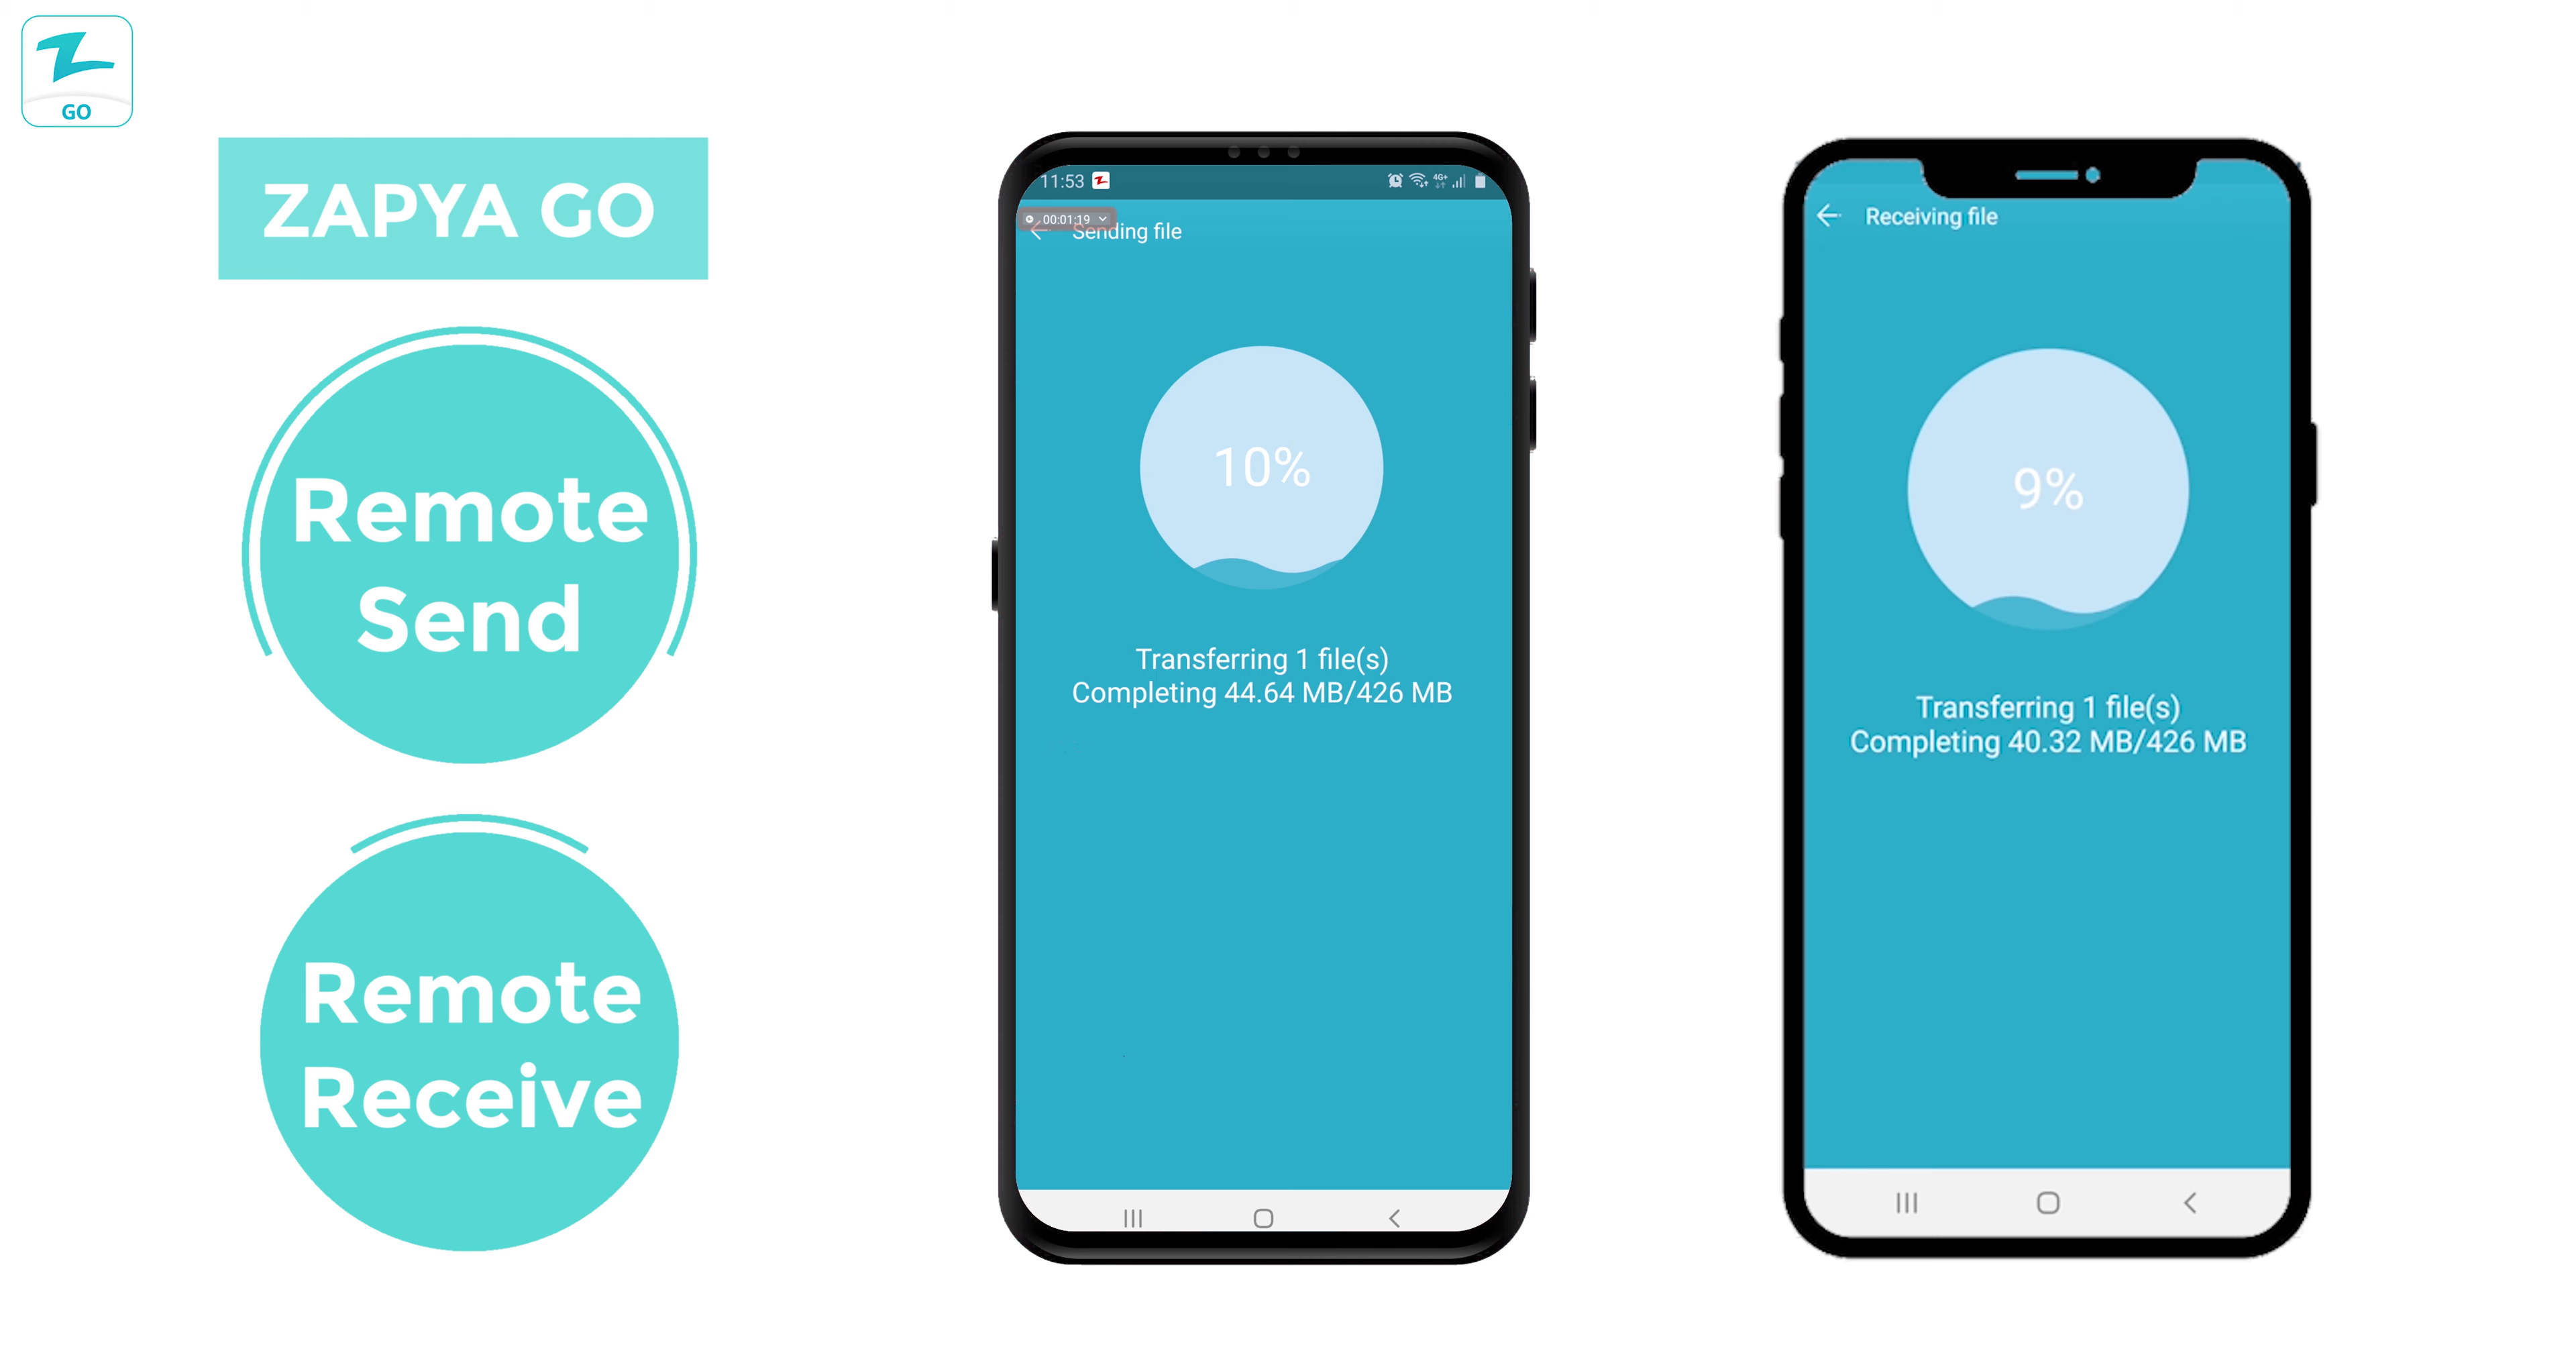 GO
ZAPYA GO
Remote
Send
Remote
Receive
11:53
4G+
00:01:19
Sending file
10%
Transferring 1 file(s)
Completing 44.64 MB/426 MB
Receiving file
9%
Transferring 1 file(s)
Completing 40.32 MB/426 MB